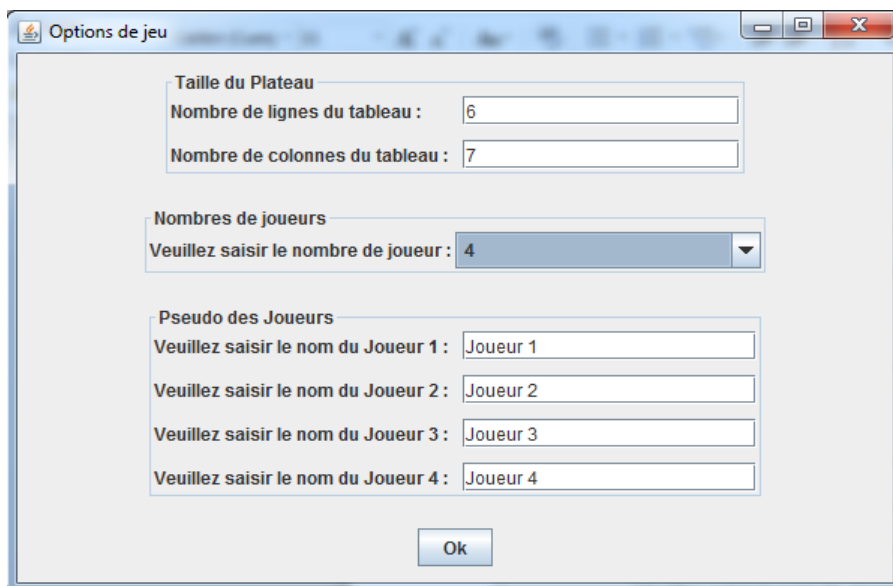 Options de jeu
Taille du Plateau
Nombre de lignes du tableau : 6
Nombre de colonnes du tableau : 7
Nombres de joueurs
Veuillez saisir le nombre de joueur : 4
Pseudo des Joueurs
Veuillez saisir le nom du Joueur 1 : Joueur 1
Veuillez saisir le nom du Joueur 2 : Joueur 2
Veuillez saisir le nom du Joueur 3 : Joueur 3
Veuillez saisir le nom du Joueur 4 : Joueur 4
Ok